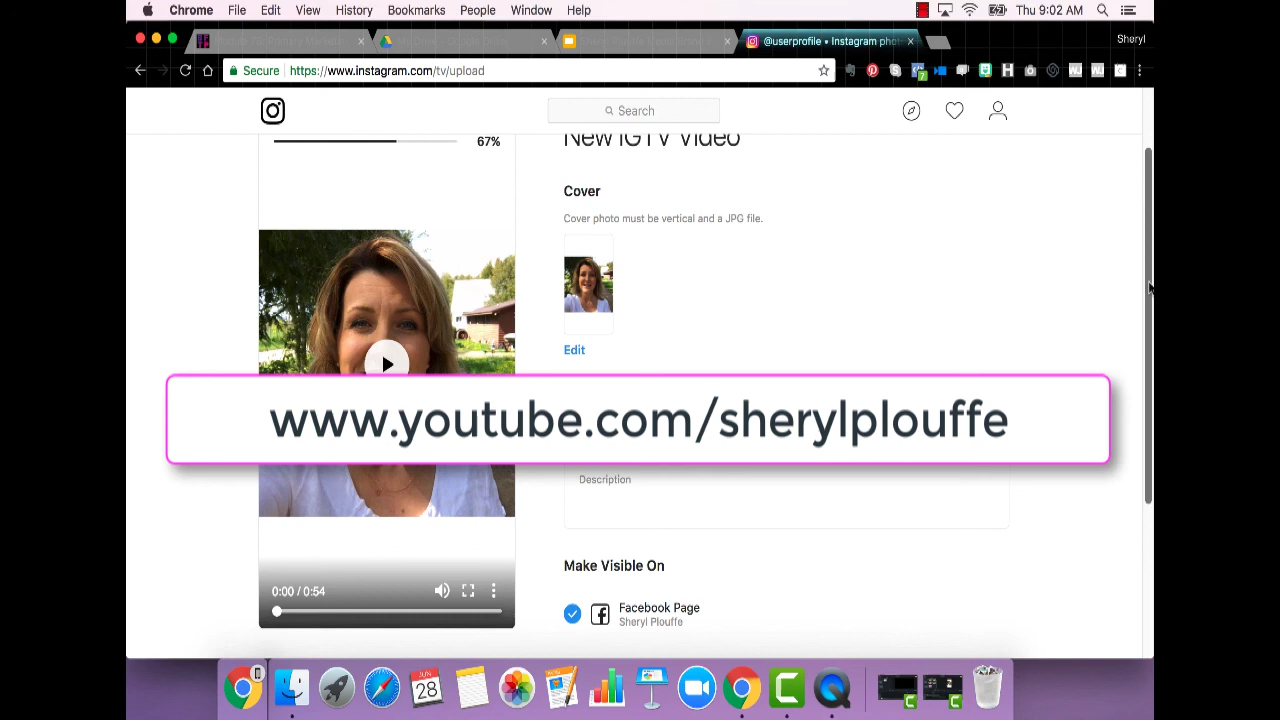 Chrome File Edit View History Bookmarks People Window Help Thu 9:02 AM
@userprofile • Instagram phot
Sheryl
Secure https://www.instagram.com/tv/upload
Search
67%
New IGTV Video
Cover
Cover photo must be vertical and a JPG file.
Edit
www.youtube.com/sherylplouffe
Description
Make Visible On
0:00 / 0:54
Facebook Page
Sheryl Plouffe
JUN
28